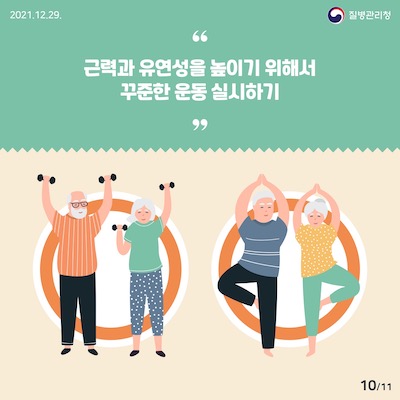 2021.12.29.
질병관리청
“
근력과 유연성을 높이기 위해서
꾸준한 운동 실시하기
”
10/11